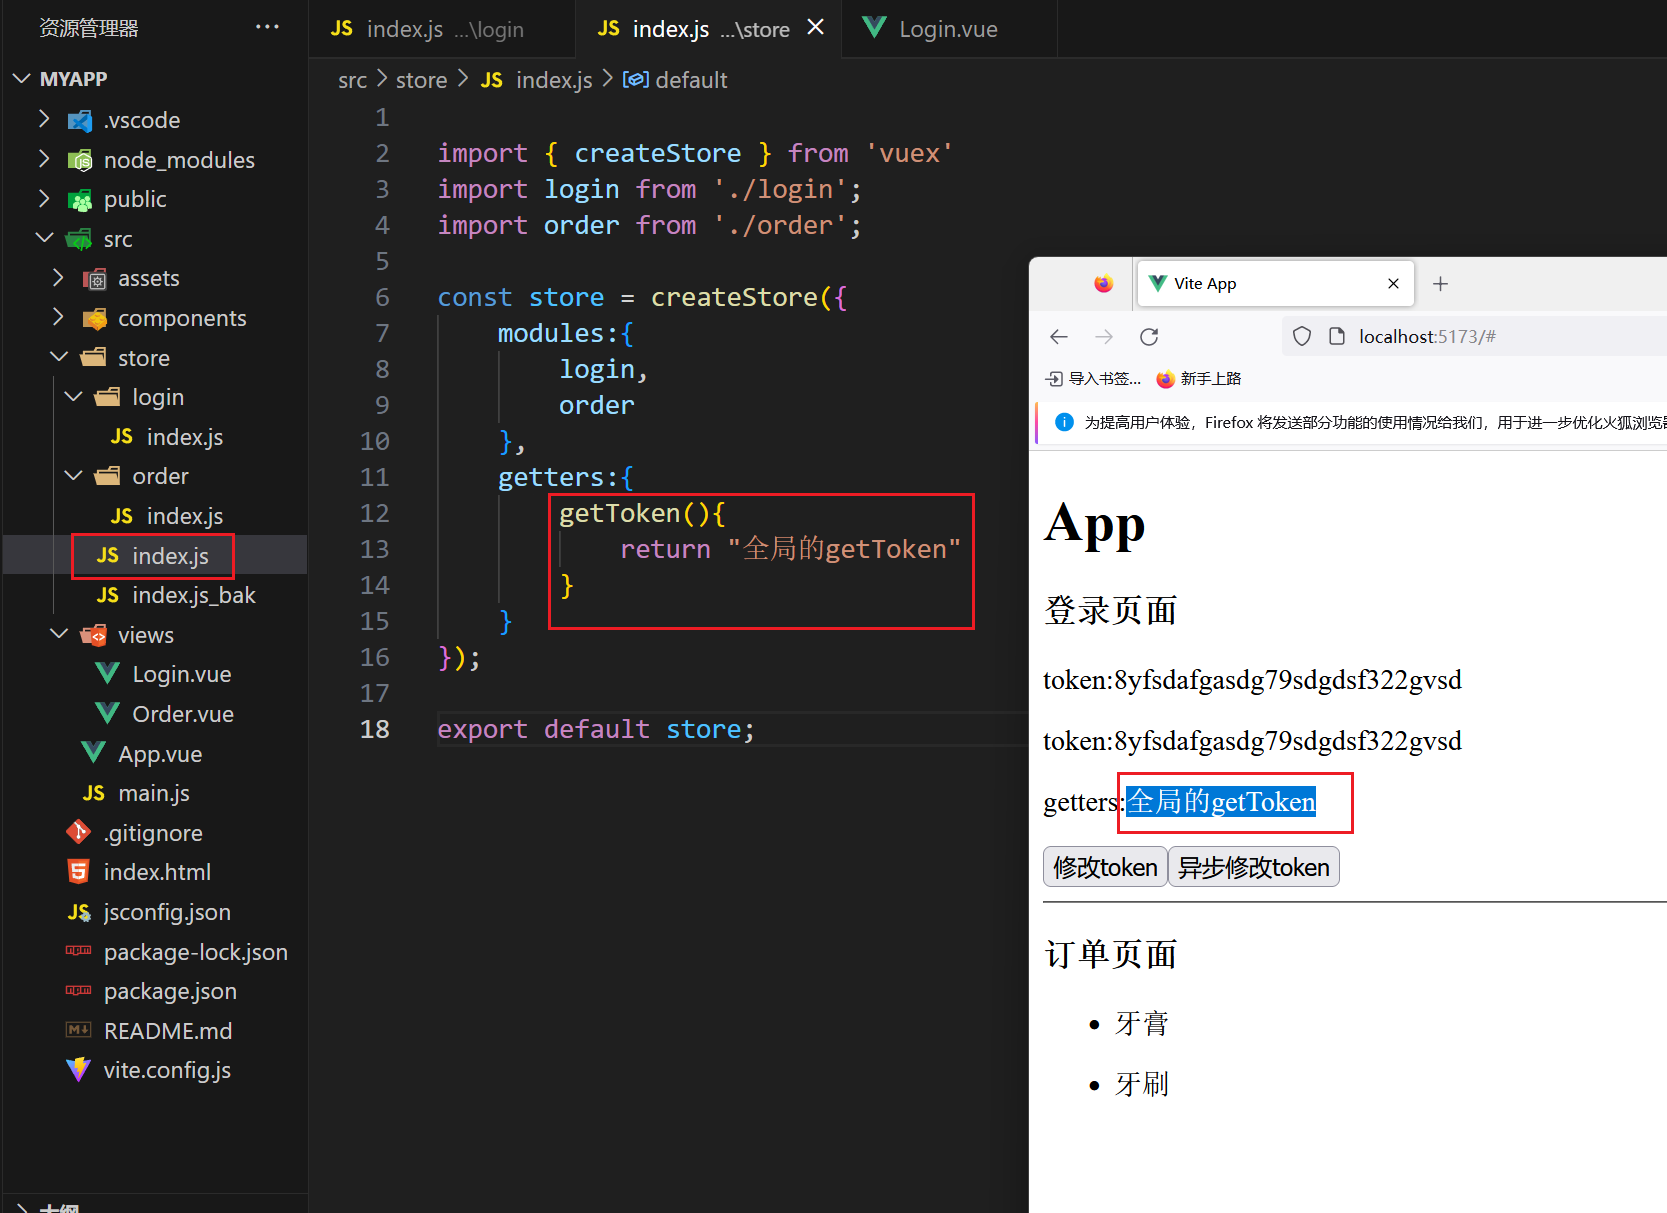 资源管理器
MYAPP
.vscode
node_modules
public
src
assets
components
store
login
JS index.js
order
JS index.js
JS index.js
JS index.js_bak
views
Login.vue
Order.vue
App.vue
JS main.js
.gitignore
index.html
JS jsconfig.json
package-lock.json
package.json
README.md
vite.config.js
大纲
JS index.js ...\login
JS index.js ...\store
Login.vue
src > store > JS index.js > default
1
2 import { createStore } from 'vuex'
3 import login from './login';
4 import order from './order';
5
6 const store = createStore({
7 modules:{
8 login,
9 order
10 },
11 getters:{
12 getToken(){
13 return "全局的getToken"
14 }
15 }
16 });
17
18 export default store;
Vite App
localhost:5173/#
导入书签... 新手上路
为提高用户体验，Firefox 将发送部分功能的使用情况给我们，用于进一步优化火狐浏览器
App
登录页面
token:8yfsdafgasdg79sdgdsf322gvsd
token:8yfsdafgasdg79sdgdsf322gvsd
getters:全局的getToken
修改token 异步修改token
订单页面
牙膏
牙刷